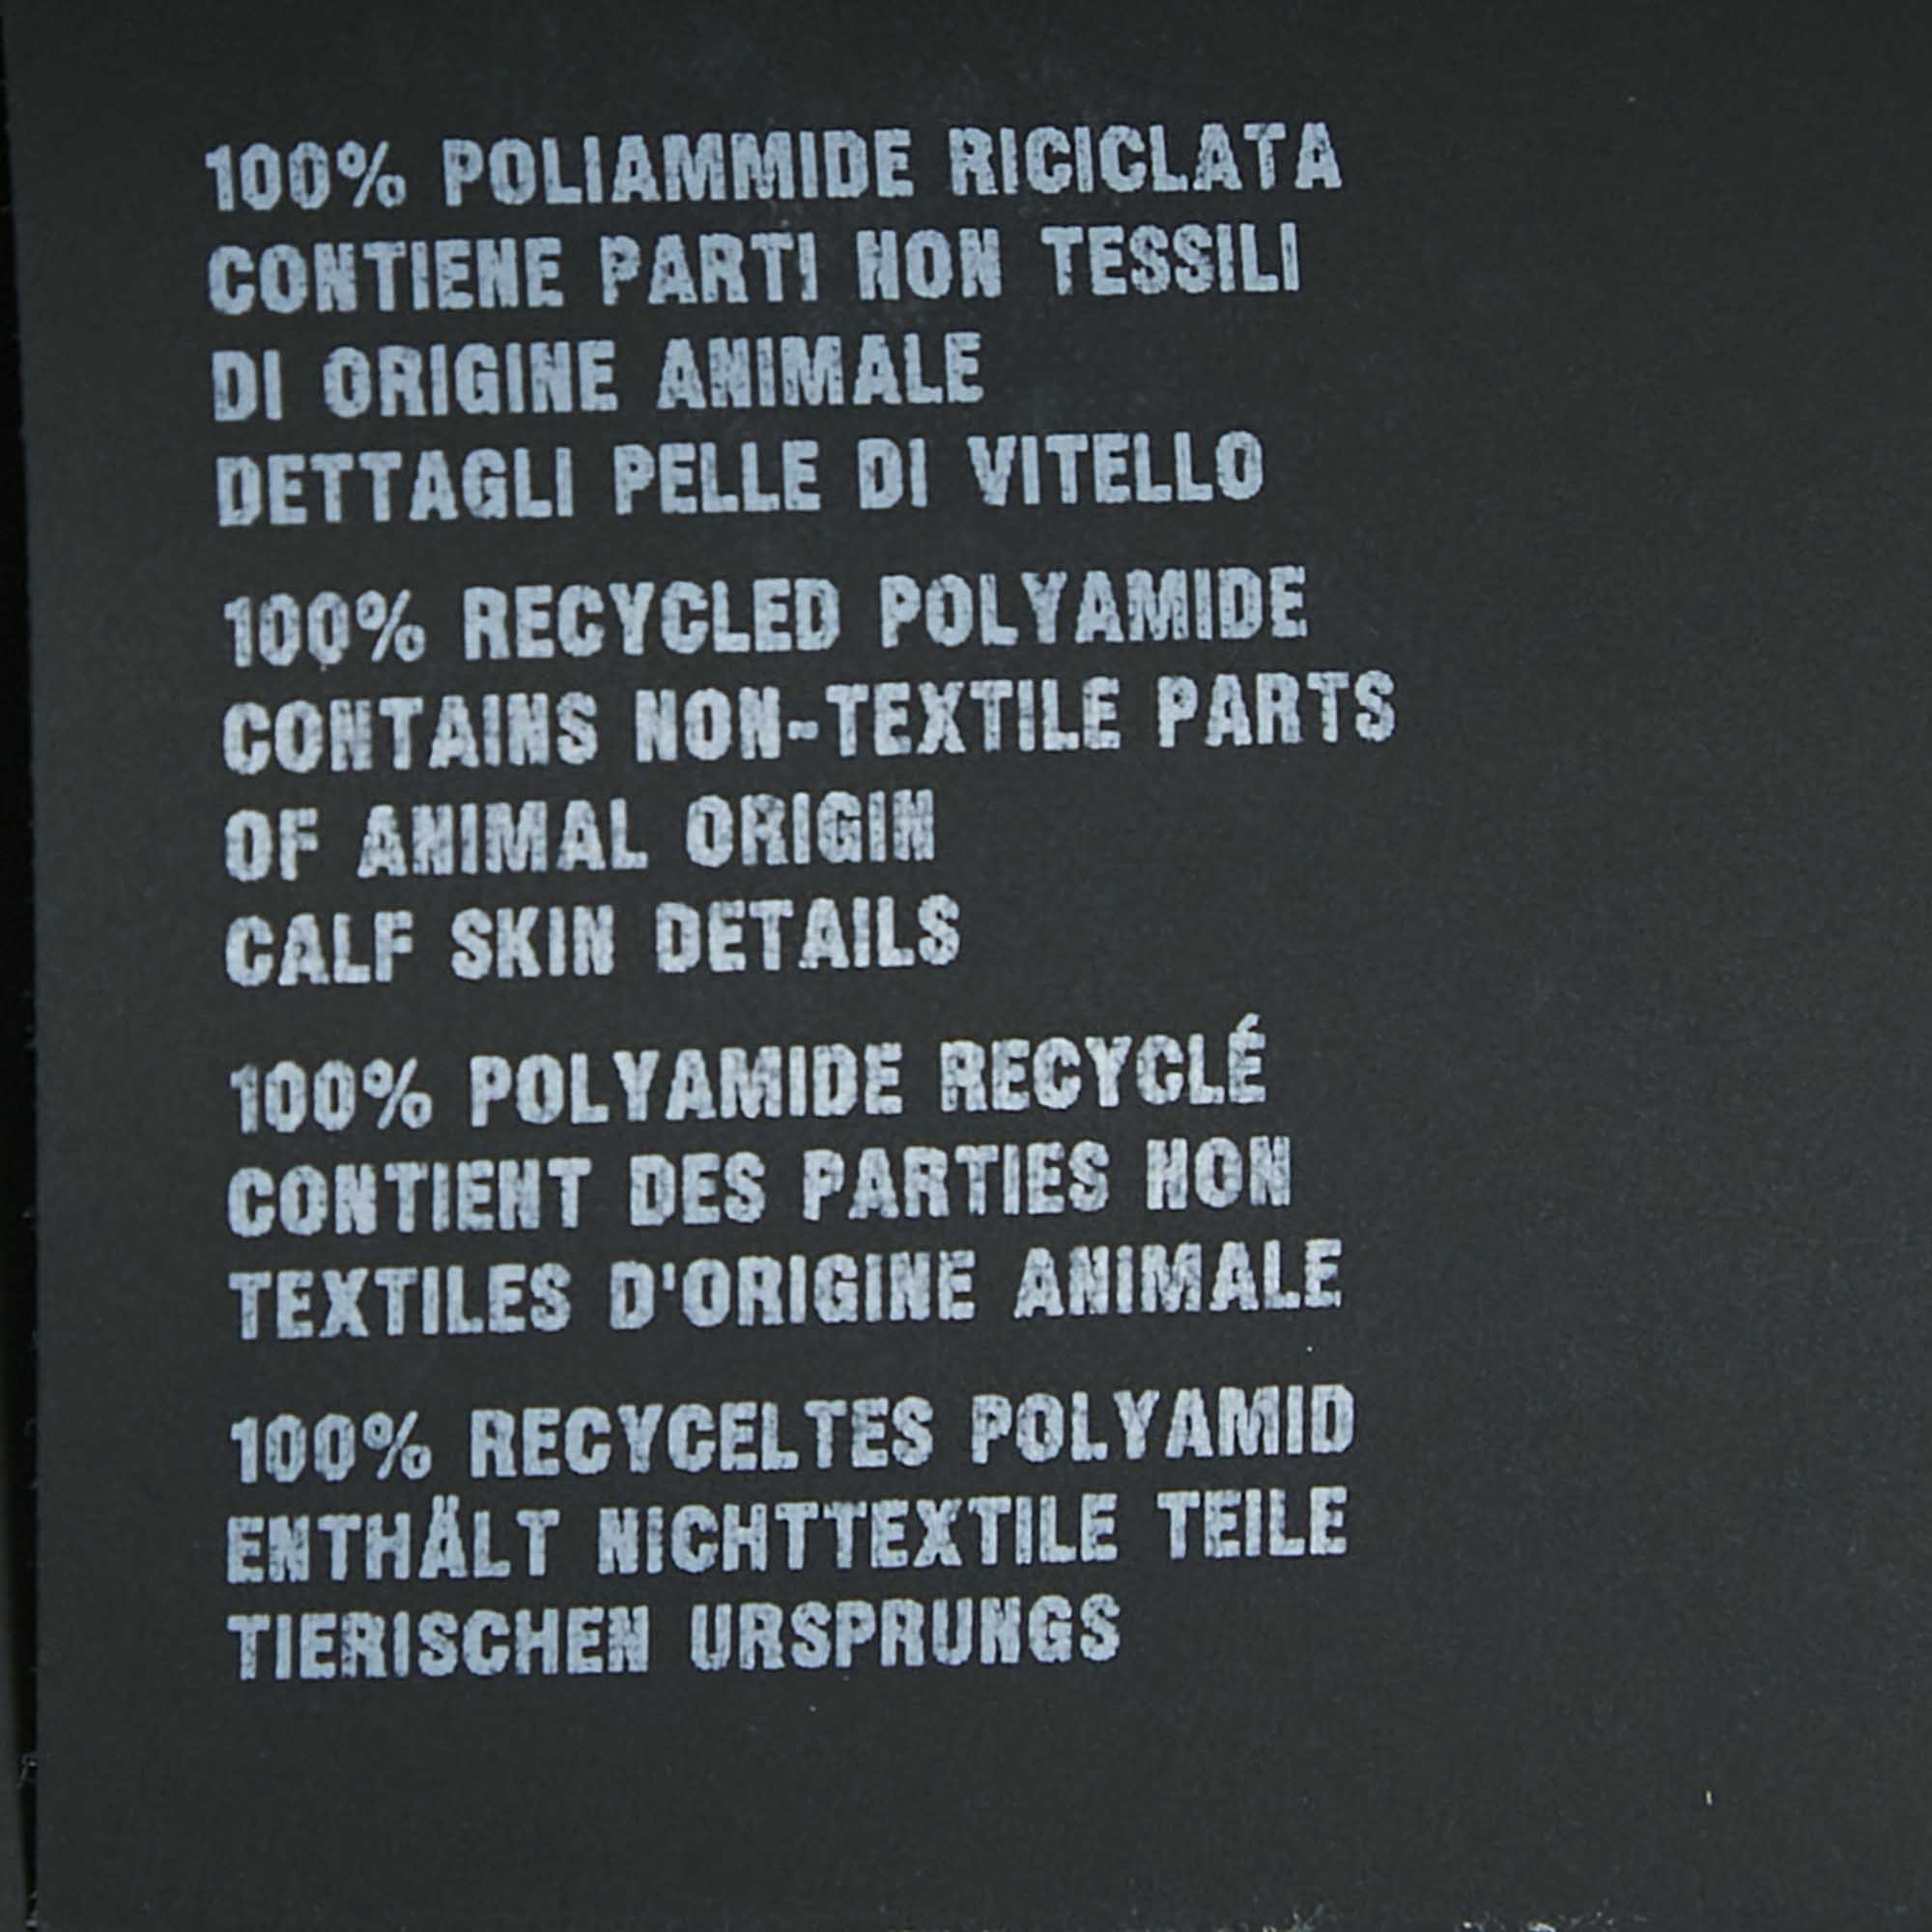 100% POLIAMMIDE RICICLATA
CONTIENE PARTI NON TESSILI
DI ORIGINE ANIMALE
DETTAGLI PELLE DI VITELLO
100% RECYCLED POLYAMIDE
CONTAINS NON-TEXTILE PARTS
OF ANIMAL ORIGIN
CALF SKIN DETAILS
100% POLYAMIDE RECYCLÉ
CONTIENT DES PARTIES NON
TEXTILES D'ORIGINE ANIMALE
100% RECYCELTES POLYAMID
ENTHÄLT NICHTTEXTILE TEILE
TIERISCHEN URSPRUNGS